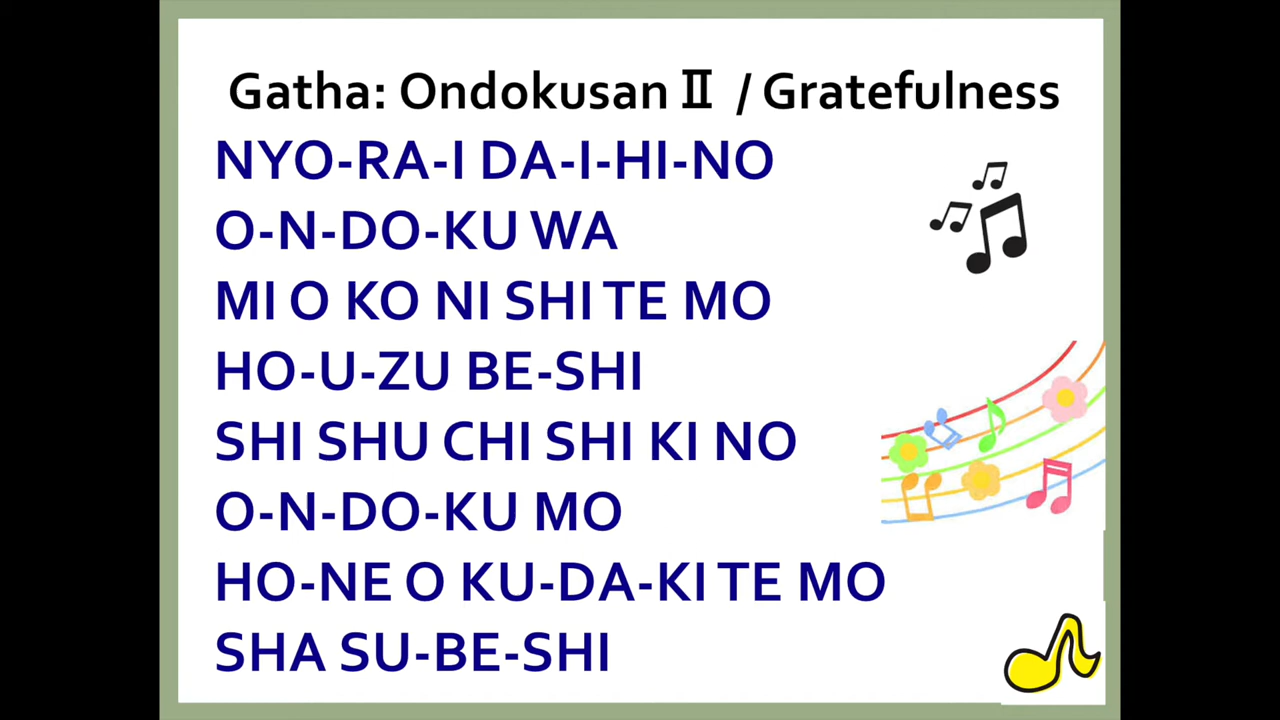 Gatha: Ondokusan Ⅱ / Gratefulness
NYO-RA-I DA-I-HI-NO
O-N-DO-KU WA
MI O KO NI SHI TE MO
HO-U-ZU BE-SHI
SHI SHU CHI SHI KI NO
O-N-DO-KU MO
HO-NE O KU-DA-KI TE MO
SHA SU-BE-SHI